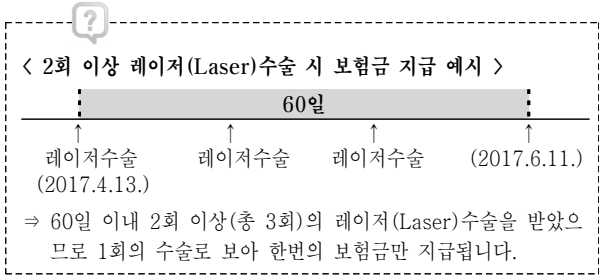 ?
< 2회 이상 레이저(Laser)수술 시 보험금 지급 예시 >
60일
↑ ↑ ↑ ↑
레이저수술 레이저수술 레이저수술 (2017.6.11.)
(2017.4.13.)
⇒ 60일 이내 2회 이상(총 3회)의 레이저(Laser)수술을 받았으
므로 1회의 수술로 보아 한번의 보험금만 지급됩니다.